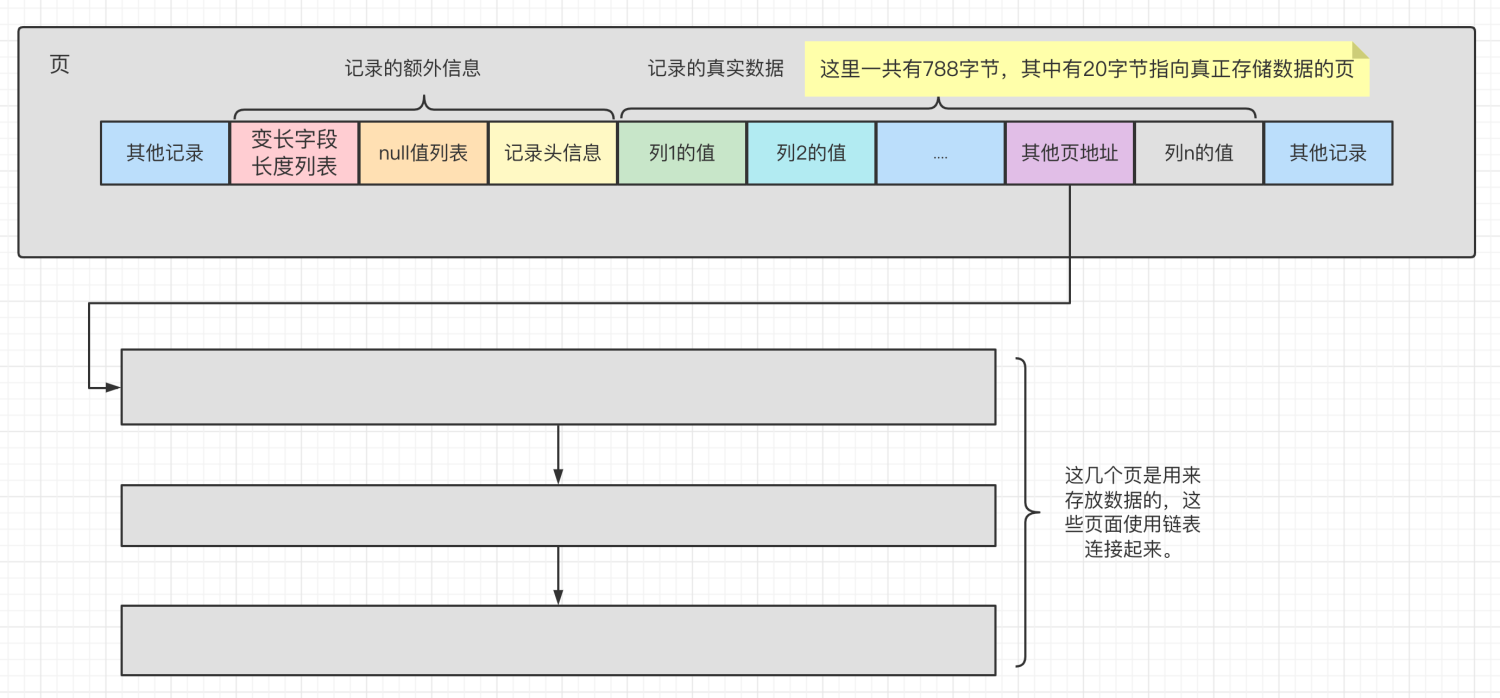 页
记录的额外信息
记录的真实数据
这里一共有788字节，其中有20字节指向真正存储数据的页
其他记录
变长字段
长度列表
null值列表
记录头信息
列1的值
列2的值
....
其他页地址
列n的值
其他记录
这几个页是用来
存放数据的，这
些页面使用链表
连接起来。